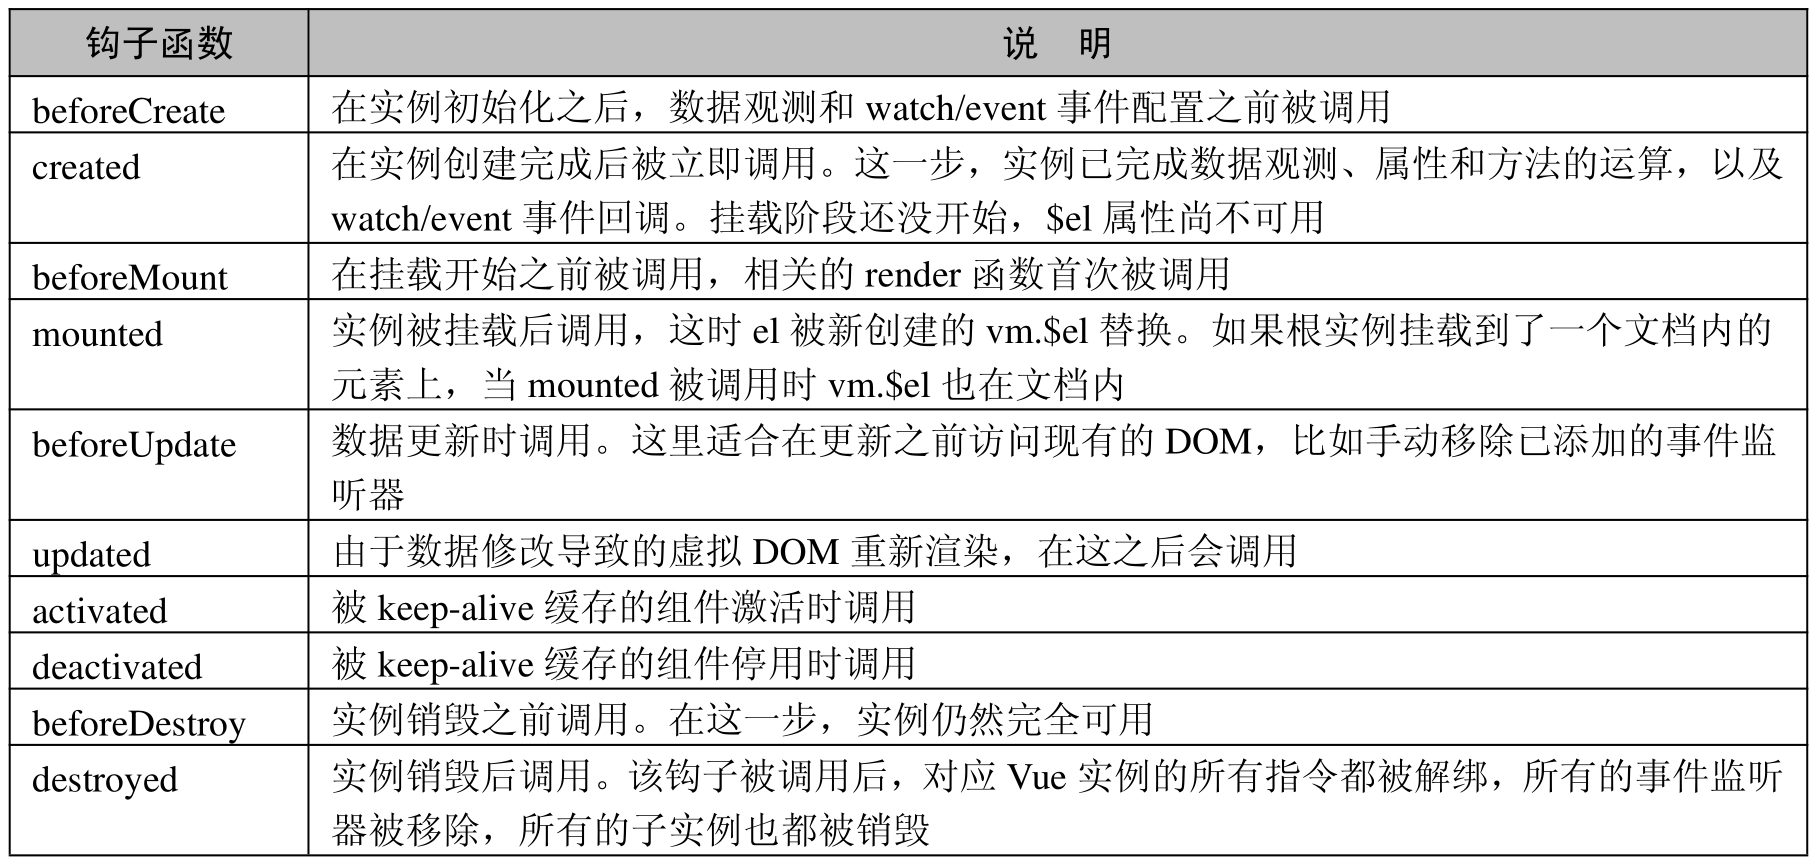 钩子函数 说 明
beforeCreate 在实例初始化之后，数据观测和 watch/event 事件配置之前被调用
created 在实例创建完成后被立即调用。这一步，实例已完成数据观测、属性和方法的运算，以及
watch/event 事件回调。挂载阶段还没开始，$el 属性尚不可用
beforeMount 在挂载开始之前被调用，相关的 render 函数首次被调用
mounted 实例被挂载后调用，这时 el 被新创建的 vm.$el 替换。如果根实例挂载到了一个文档内的
元素上，当 mounted 被调用时 vm.$el 也在文档内
beforeUpdate 数据更新时调用。这里适合在更新之前访问现有的 DOM，比如手动移除已添加的事件监
听器
updated 由于数据修改导致的虚拟 DOM 重新渲染，在这之后会调用
activated 被 keep-alive 缓存的组件激活时调用
deactivated 被 keep-alive 缓存的组件停用时调用
beforeDestroy 实例销毁之前调用。在这一步，实例仍然完全可用
destroyed 实例销毁后调用。该钩子被调用后，对应 Vue 实例的所有指令都被解绑，所有的事件监听
器被移除，所有的子实例也都被销毁